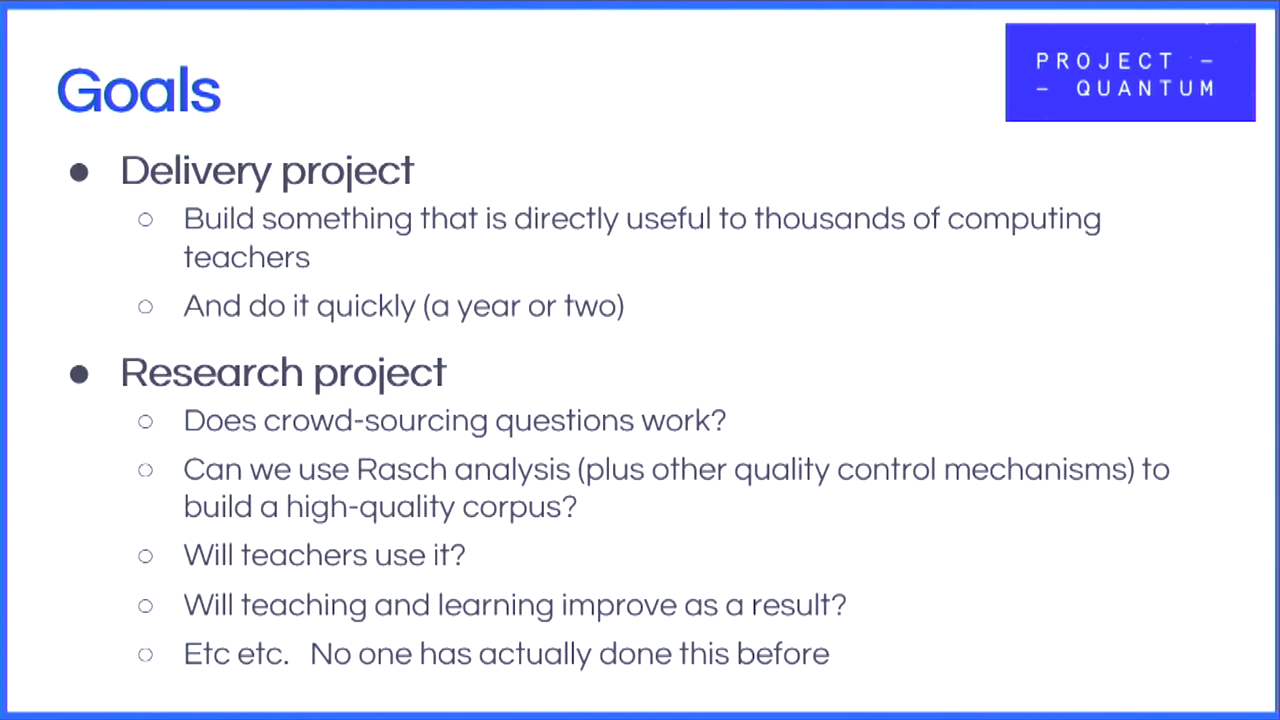 PROJECT –
– QUANTUM
Goals
● Delivery project
○ Build something that is directly useful to thousands of computing
teachers
○ And do it quickly (a year or two)
● Research project
○ Does crowd-sourcing questions work?
○ Can we use Rasch analysis (plus other quality control mechanisms) to
build a high-quality corpus?
○ Will teachers use it?
○ Will teaching and learning improve as a result?
○ Etc etc. No one has actually done this before